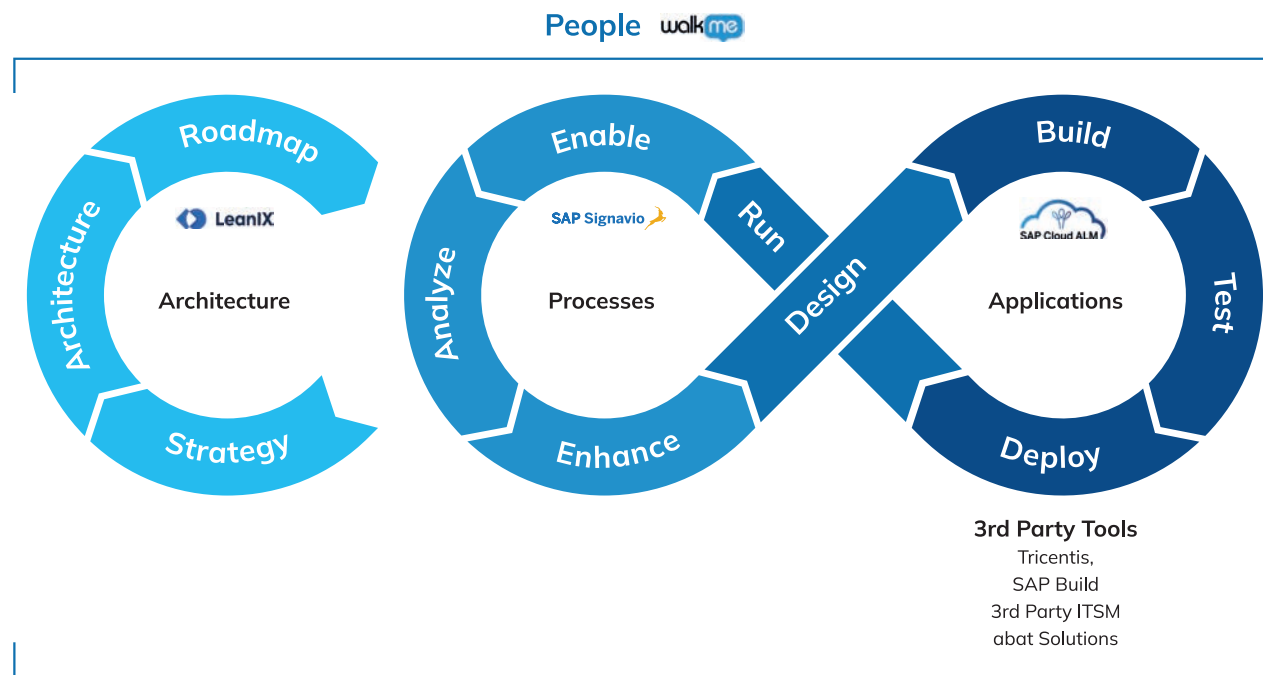 People walkme
Roadmap
Architecture
Strategy
LeanIX
Architecture
Enable
Analyze
Enhance
SAP Signavio
Processes
Run
Design
Build
Test
Deploy
SAP Cloud ALM
Applications
3rd Party Tools
Tricentis,
SAP Build
3rd Party ITSM
abat Solutions